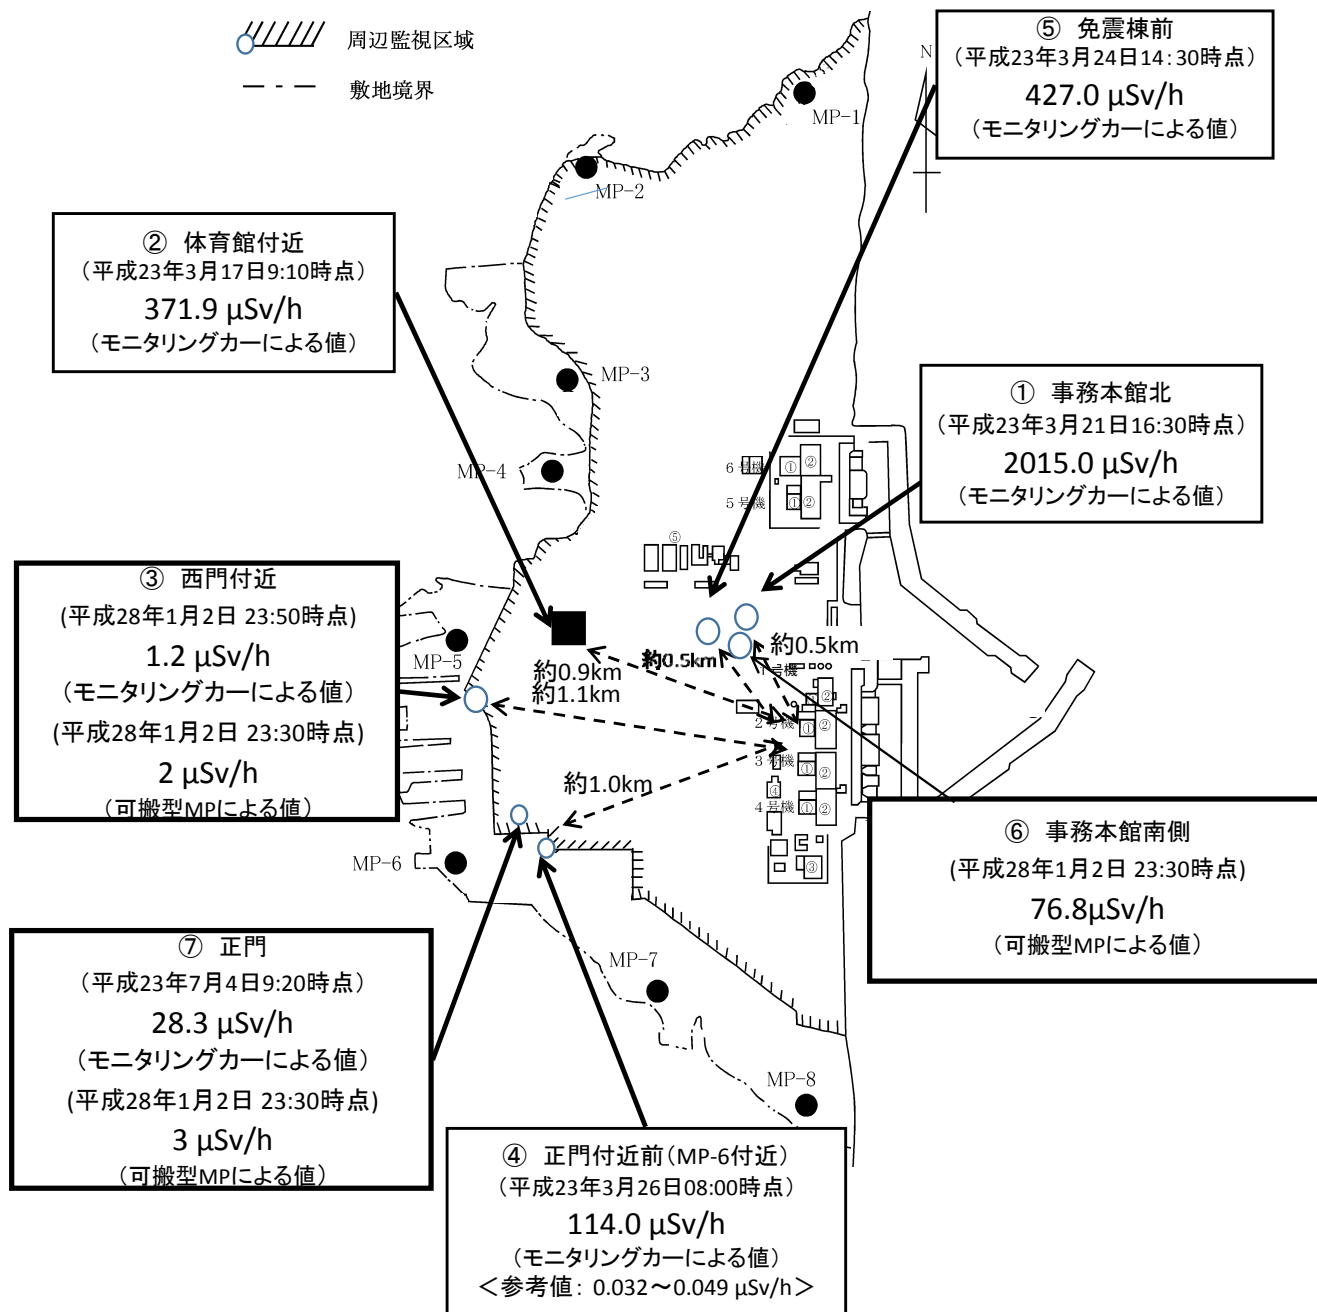 周辺監視区域
敷地境界
⑤ 免震棟前
(平成23年3月24日14:30時点)
427.0 μSv/h
(モニタリングカーによる値)
N
MP-1
MP-2
② 体育館付近
(平成23年3月17日9:10時点)
371.9 μSv/h
(モニタリングカーによる値)
MP-3
MP-4
① 事務本館北
(平成23年3月21日16:30時点)
2015.0 μSv/h
(モニタリングカーによる値)
6号機
①
②
5号機
①
②
⑤
③ 西門付近
(平成28年1月2日 23:50時点)
1.2 μSv/h
(モニタリングカーによる値)
(平成28年1月2日 23:30時点)
2 μSv/h
(可搬型MPによる値)
MP-5
約0.9km
約1.1km
約0.5km
約0.5km
1号機
②
2号機
①
②
3号機
①
②
④
4号機
①
②
③
約1.0km
MP-6
⑥ 事務本館南側
(平成28年1月2日 23:30時点)
76.8μSv/h
(可搬型MPによる値)
⑦ 正門
(平成23年7月4日9:20時点)
28.3 μSv/h
(モニタリングカーによる値)
(平成28年1月2日 23:30時点)
3 μSv/h
(可搬型MPによる値)
MP-7
MP-8
④ 正門付近前(MP-6付近)
(平成23年3月26日08:00時点)
114.0 μSv/h
(モニタリングカーによる値)
<参考値: 0.032~0.049 μSv/h>